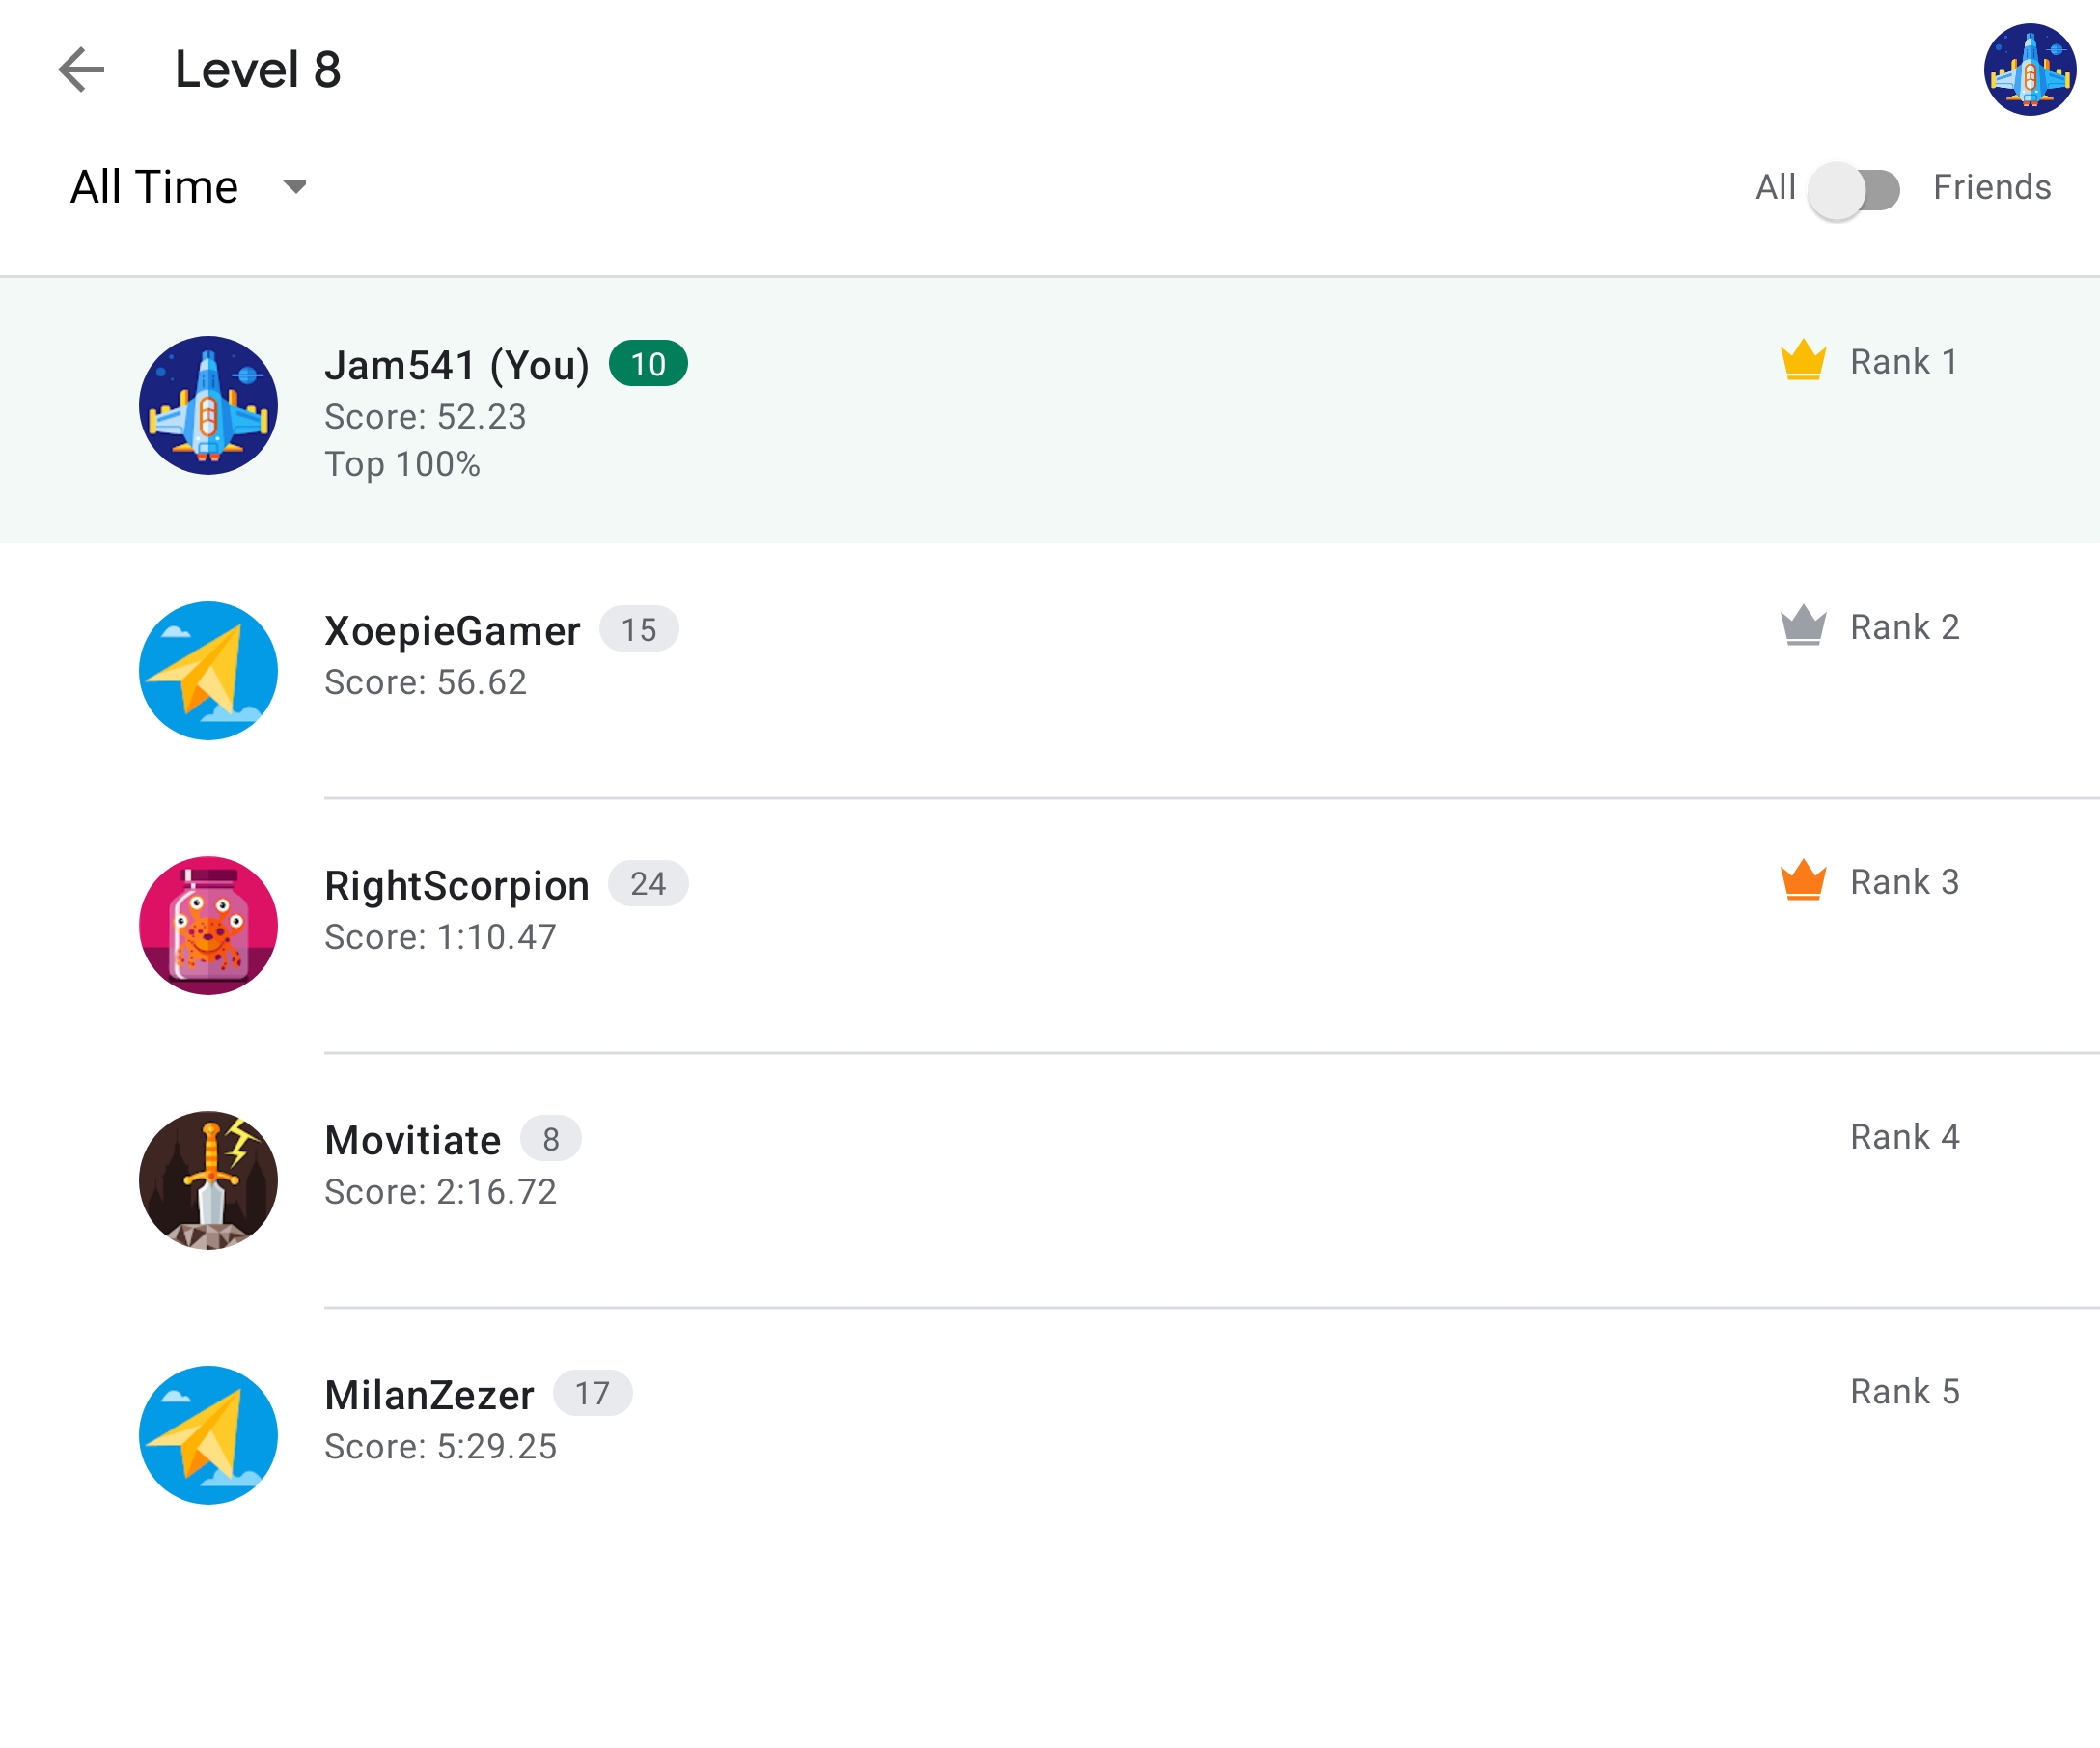 Level 8
All Time
All Friends
Jam541 (You) 10
Rank 1
Score: 52.23
Top 100%
XoepieGamer 15
Rank 2
Score: 56.62
RightScorpion 24
Rank 3
Score: 1:10.47
Movitiate 8
Rank 4
Score: 2:16.72
MilanZezer 17
Rank 5
Score: 5:29.25